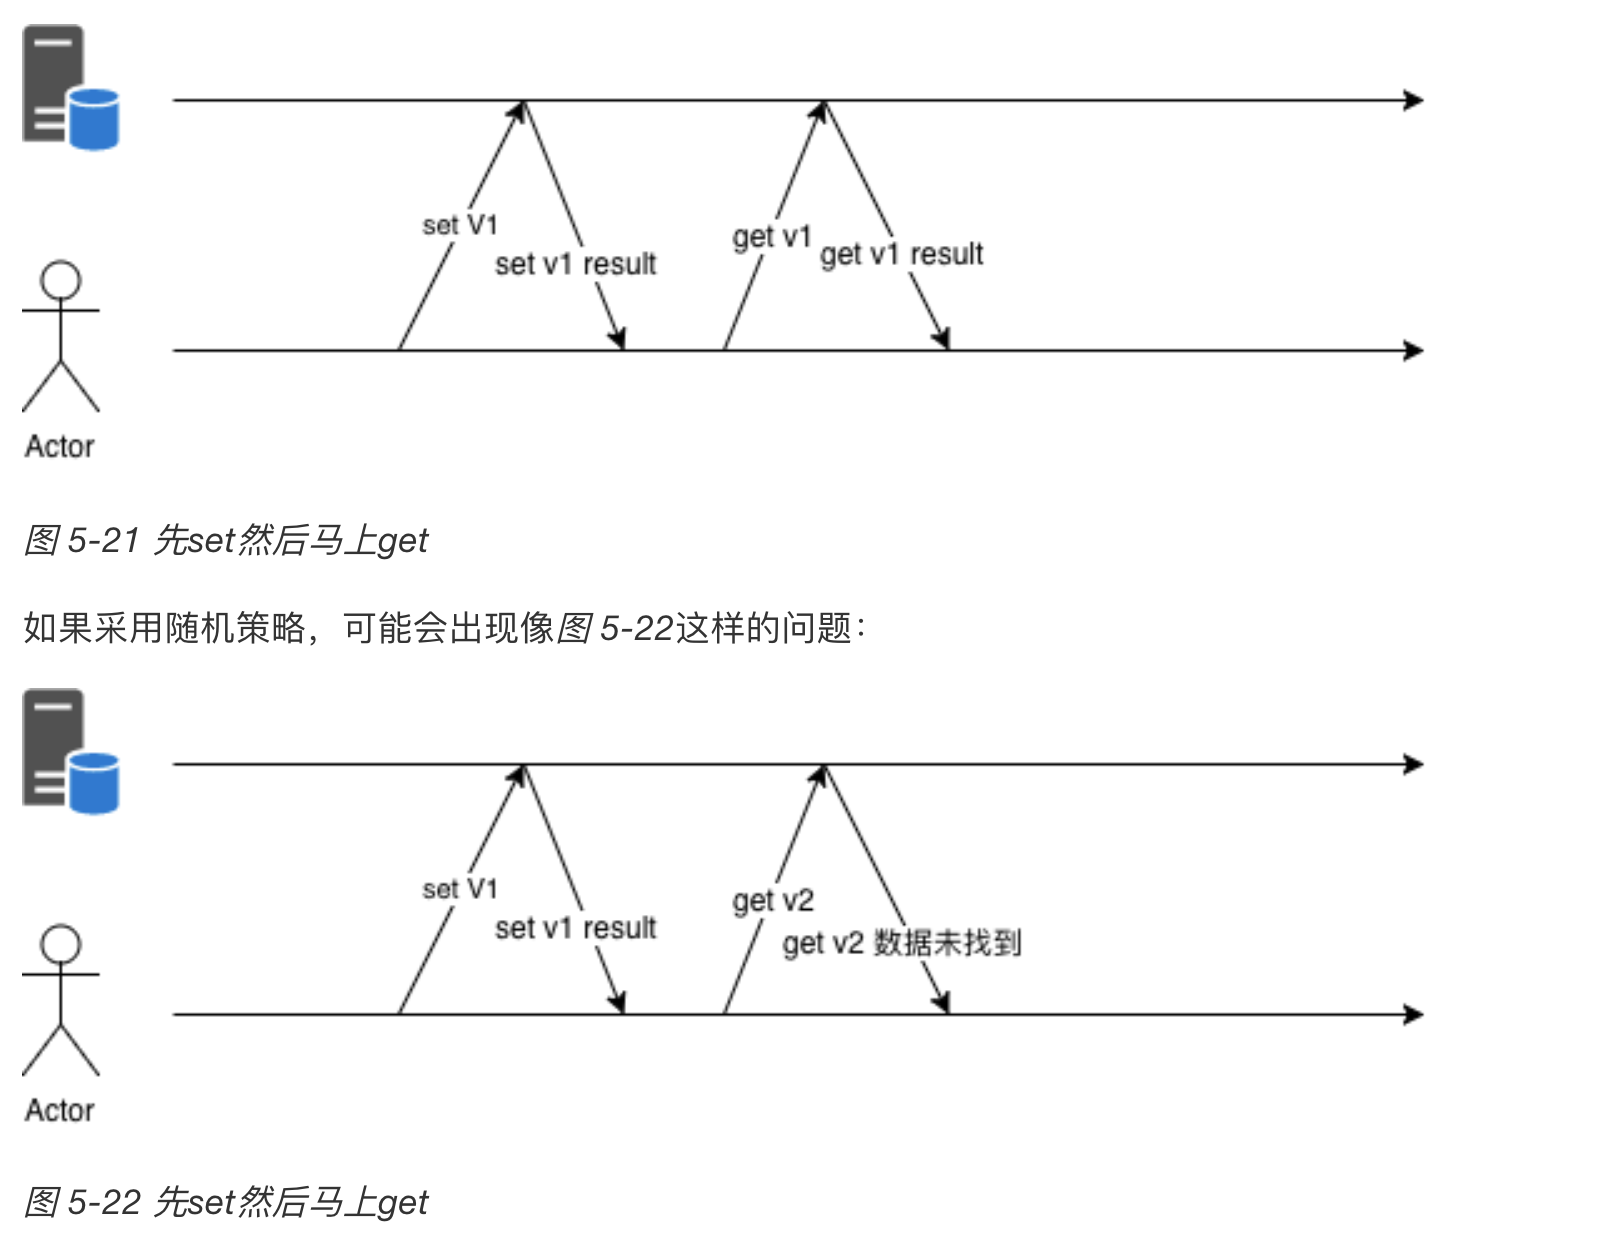 set V1
set v1 result
get v1
get v1 result
Actor
图 5-21 先set然后马上get
如果采用随机策略，可能会出现像图 5-22这样的问题：
set V1
set v1 result
get v2
get v2 数据未找到
Actor
图 5-22 先set然后马上get